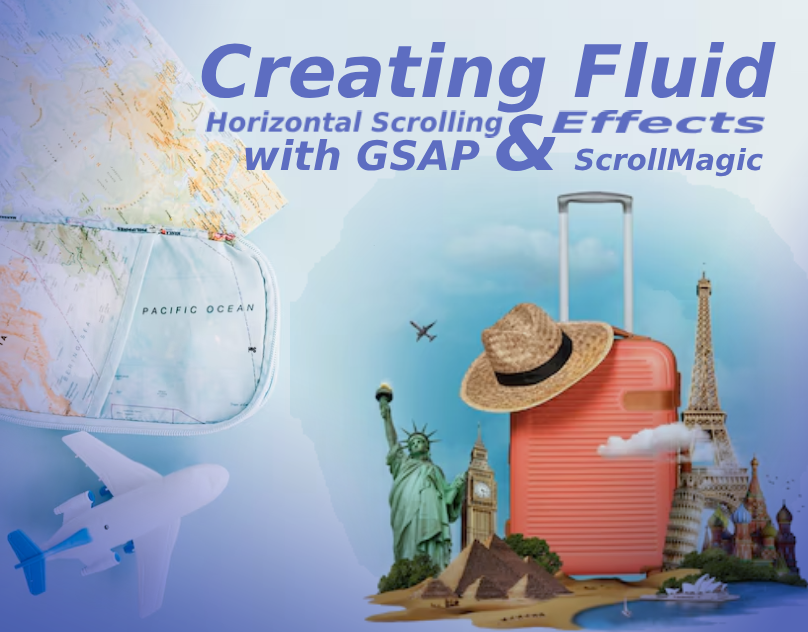 Creating Fluid
Horizontal Scrolling & Effects
with GSAP ScrollMagic
PACIFIC OCEAN